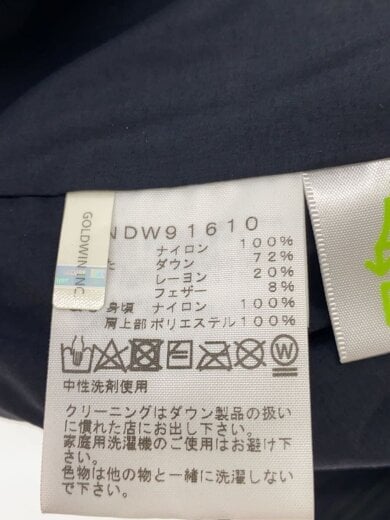 GOLDWIN INC.
NDW91610
ナイロン 100%
た ダウン 72%
レーヨン 20%
フェザー 8%
身頃 ナイロン 100%
肩上部 ポリエステル 100%
中性洗剤使用
クリーニングはダウン製品の扱い
に慣れた店にお出し下さい。
家庭用洗濯機のご使用はお避け下
さい。
色物は他の物と一緒に洗濯しない
で下さい。